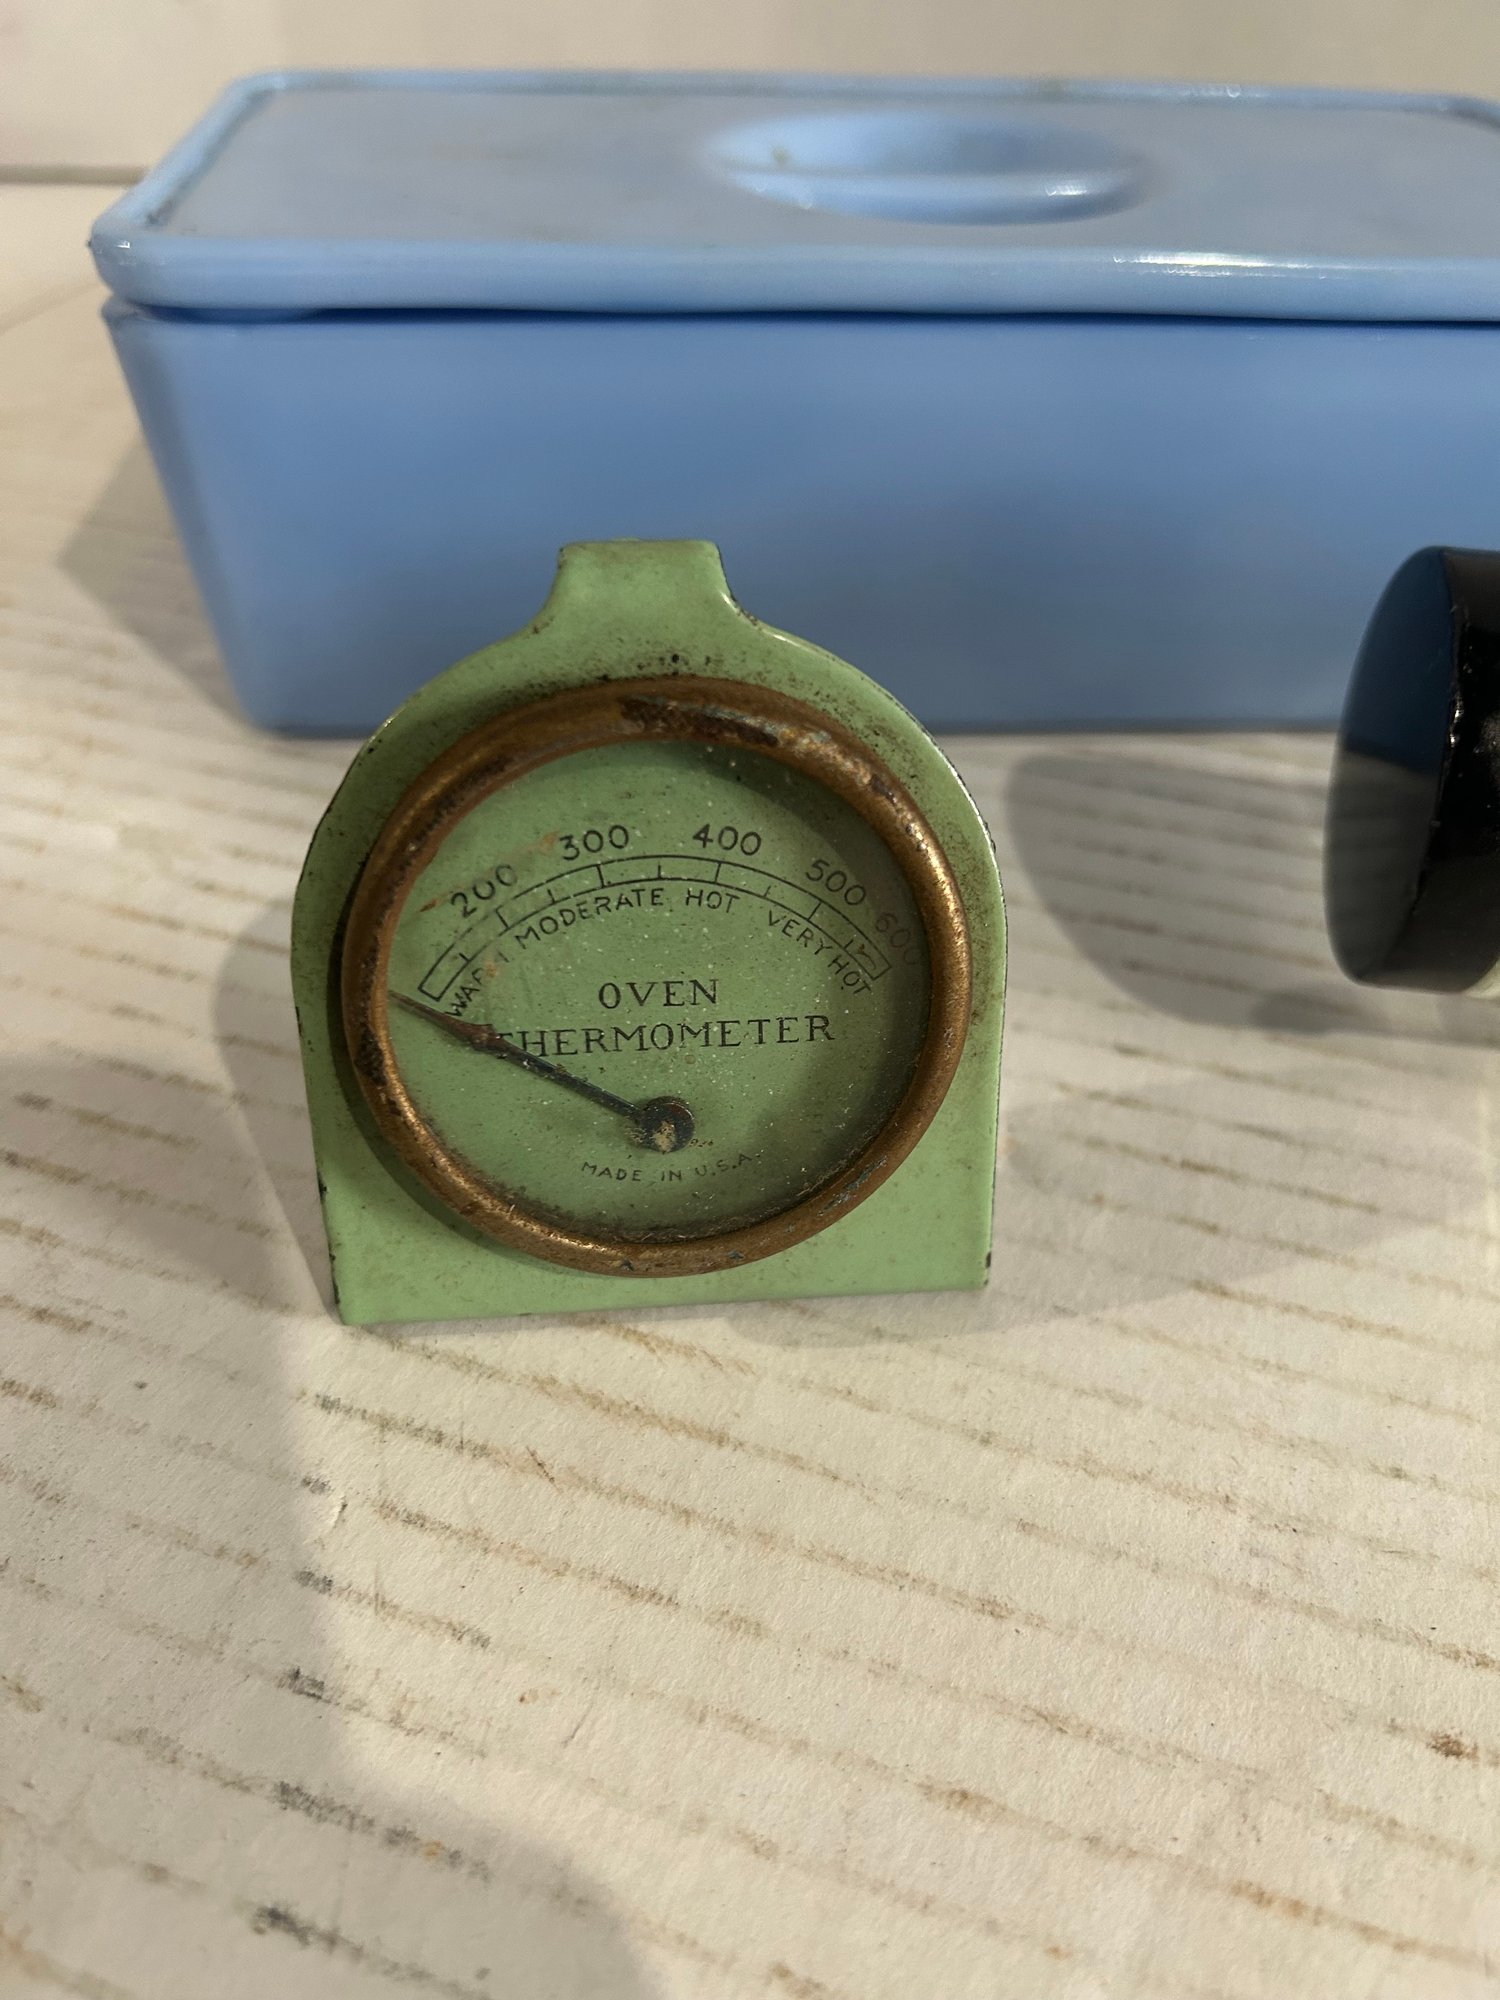 200 300 400 500 600
WARM MODERATE HOT VERY HOT
OVEN
THERMOMETER
MADE IN U.S.A.